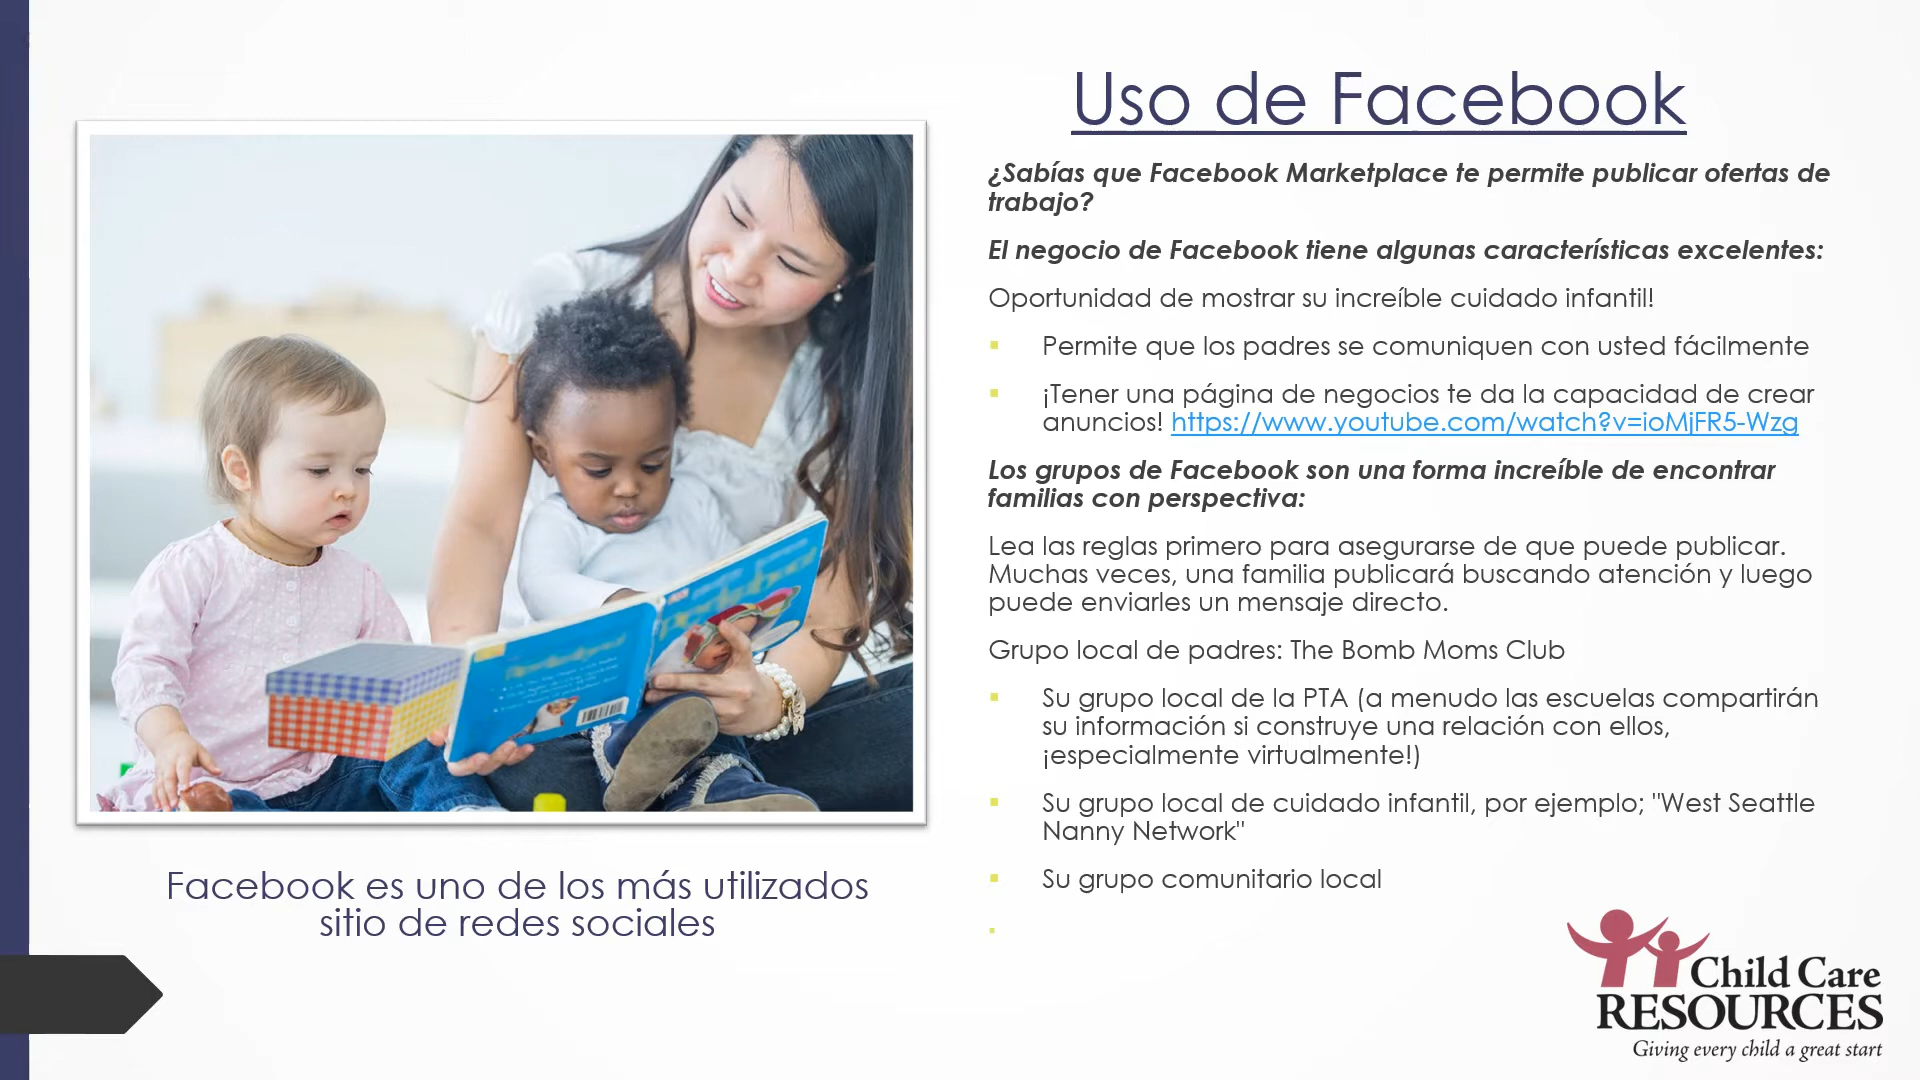 Uso de Facebook
¿Sabías que Facebook Marketplace te permite publicar ofertas de
trabajo?
El negocio de Facebook tiene algunas características excelentes:
Oportunidad de mostrar su increíble cuidado infantil!
Permite que los padres se comuniquen con usted fácilmente
¡Tener una página de negocios te da la capacidad de crear
anuncios! https://www.youtube.com/watch?v=ioMjFR5-Wzg
Los grupos de Facebook son una forma increíble de encontrar
familias con perspectiva:
Lea las reglas primero para asegurarse de que puede publicar.
Muchas veces, una familia publicará buscando atención y luego
puede enviarles un mensaje directo.
Grupo local de padres: The Bomb Moms Club
Su grupo local de la PTA (a menudo las escuelas compartirán
su información si construye una relación con ellos,
¡especialmente virtualmente!)
Su grupo local de cuidado infantil, por ejemplo; "West Seattle
Nanny Network"
Su grupo comunitario local
Facebook es uno de los más utilizados
sitio de redes sociales
Child Care
RESOURCES
Giving every child a great start